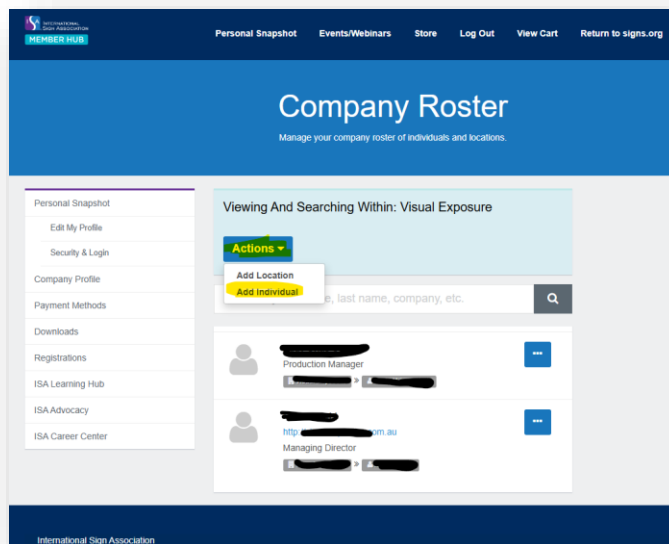 INTERNATIONAL
SIGN ASSOCIATION
MEMBER HUB
Personal Snapshot Events/Webinars Store Log Out View Cart Return to signs.org
Company Roster
Manage your company roster of individuals and locations.
Personal Snapshot
Edit My Profile
Security & Login
Company Profile
Payment Methods
Downloads
Registrations
ISA Learning Hub
ISA Advocacy
ISA Career Center
Viewing And Searching Within: Visual Exposure
Actions
Add Location
Add Individual
e, last name, company, etc.
Production Manager
»
http: om.au
Managing Director
»
International Sign Association